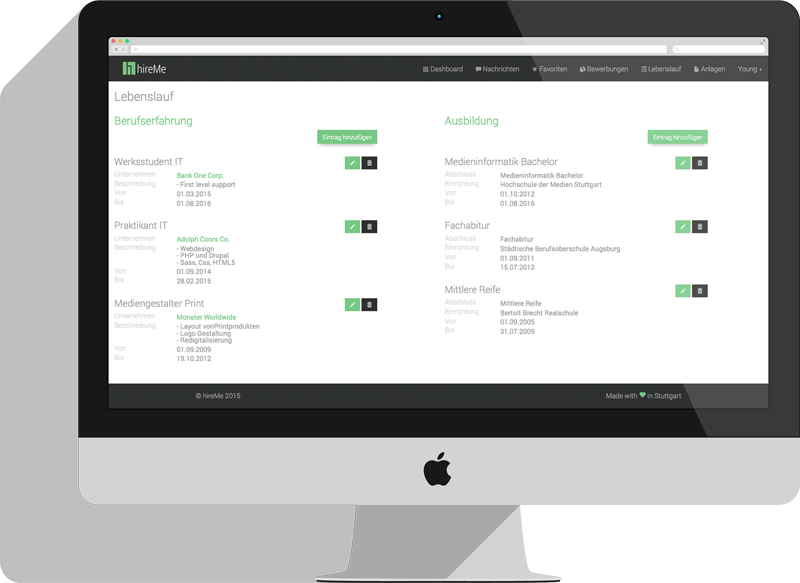 hireMe
Dashboard Nachrichten Favoriten Bewerbungen Lebenslauf Anlagen Young
Lebenslauf
Berufserfahrung
Eintrag hinzufügen
Werksstudent IT
Unternehmen Bank One Corp.
Beschreibung - First level support
Von 01.03.2015
Bis 01.08.2016
Praktikant IT
Unternehmen Adolph Coors Co.
Beschreibung - Webdesign
- PHP und Drupal
- Sass, Css, HTML5
Von 01.09.2014
Bis 28.02.2015
Mediengestalter Print
Unternehmen Monster Worldwide
Beschreibung - Layout vonPrintprodukten
- Logo Gestaltung
- Redigitalisierung
Von 01.09.2009
Bis 19.10.2012
Ausbildung
Eintrag hinzufügen
Medieninformatik Bachelor
Abschluss Medieninformatik Bachelor
Einrichtung Hochschule der Medien Stuttgart
Von 01.10.2012
Bis 01.08.2016
Fachabitur
Abschluss Fachabitur
Einrichtung Städtische Berufsoberschule Augsburg
Von 01.09.2011
Bis 15.07.2012
Mittlere Reife
Abschluss Mittlere Reife
Einrichtung Bertolt Brecht Realschule
Von 01.09.2005
Bis 31.07.2009
© hireMe 2015
Made with ♥ in Stuttgart